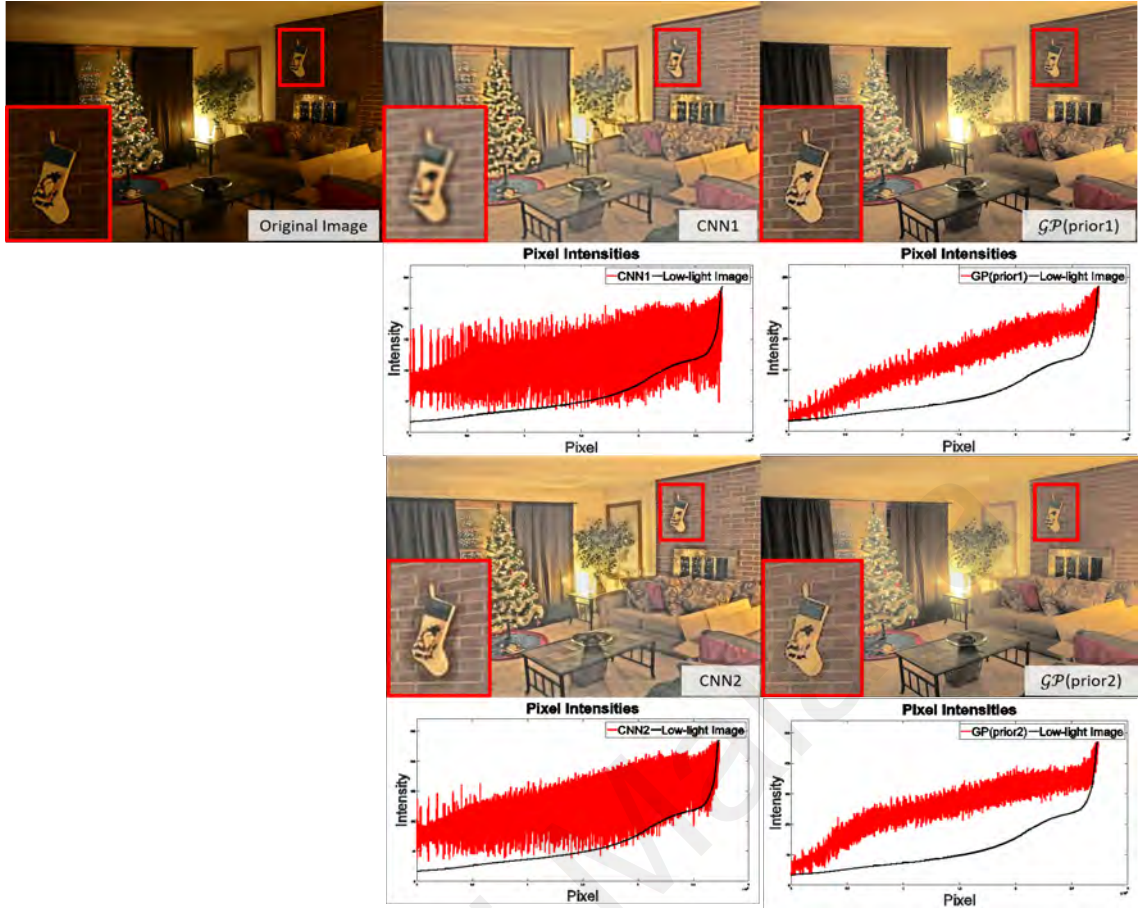 Original Image
CNN1
𝒢𝒫(prior1)
Pixel Intensities
CNN1—Low-light Image
Intensity
Pixel
Pixel Intensities
GP(prior1)—Low-light Image
Intensity
Pixel
CNN2
𝒢𝒫(prior2)
Pixel Intensities
CNN2—Low-light Image
Intensity
Pixel
Pixel Intensities
GP(prior2)—Low-light Image
Intensity
Pixel